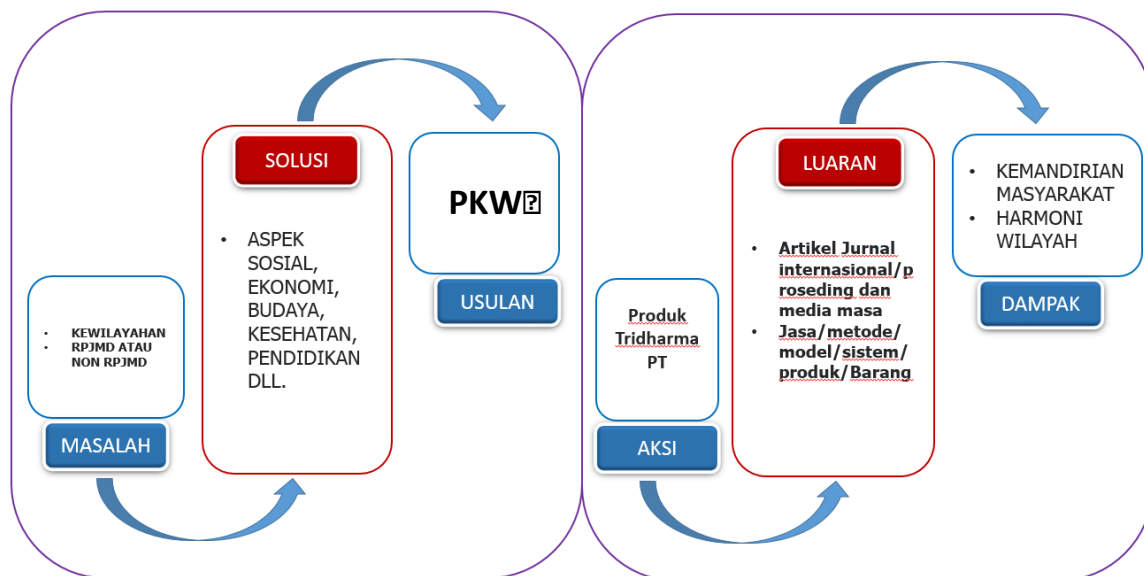 • KEWILAYAHAN
• RPJMD ATAU
NON RPJMD
MASALAH
SOLUSI
• ASPEK
SOSIAL,
EKONOMI,
BUDAYA,
KESEHATAN,
PENDIDIKAN
DLL.
PKW⍰
USULAN
Produk
Tridharma
PT
AKSI
LUARAN
• Artikel Jurnal
internasional/p
roseding dan
media masa
• Jasa/metode/
model/sistem/
produk/Barang
• KEMANDIRIAN
MASYARAKAT
• HARMONI
WILAYAH
DAMPAK